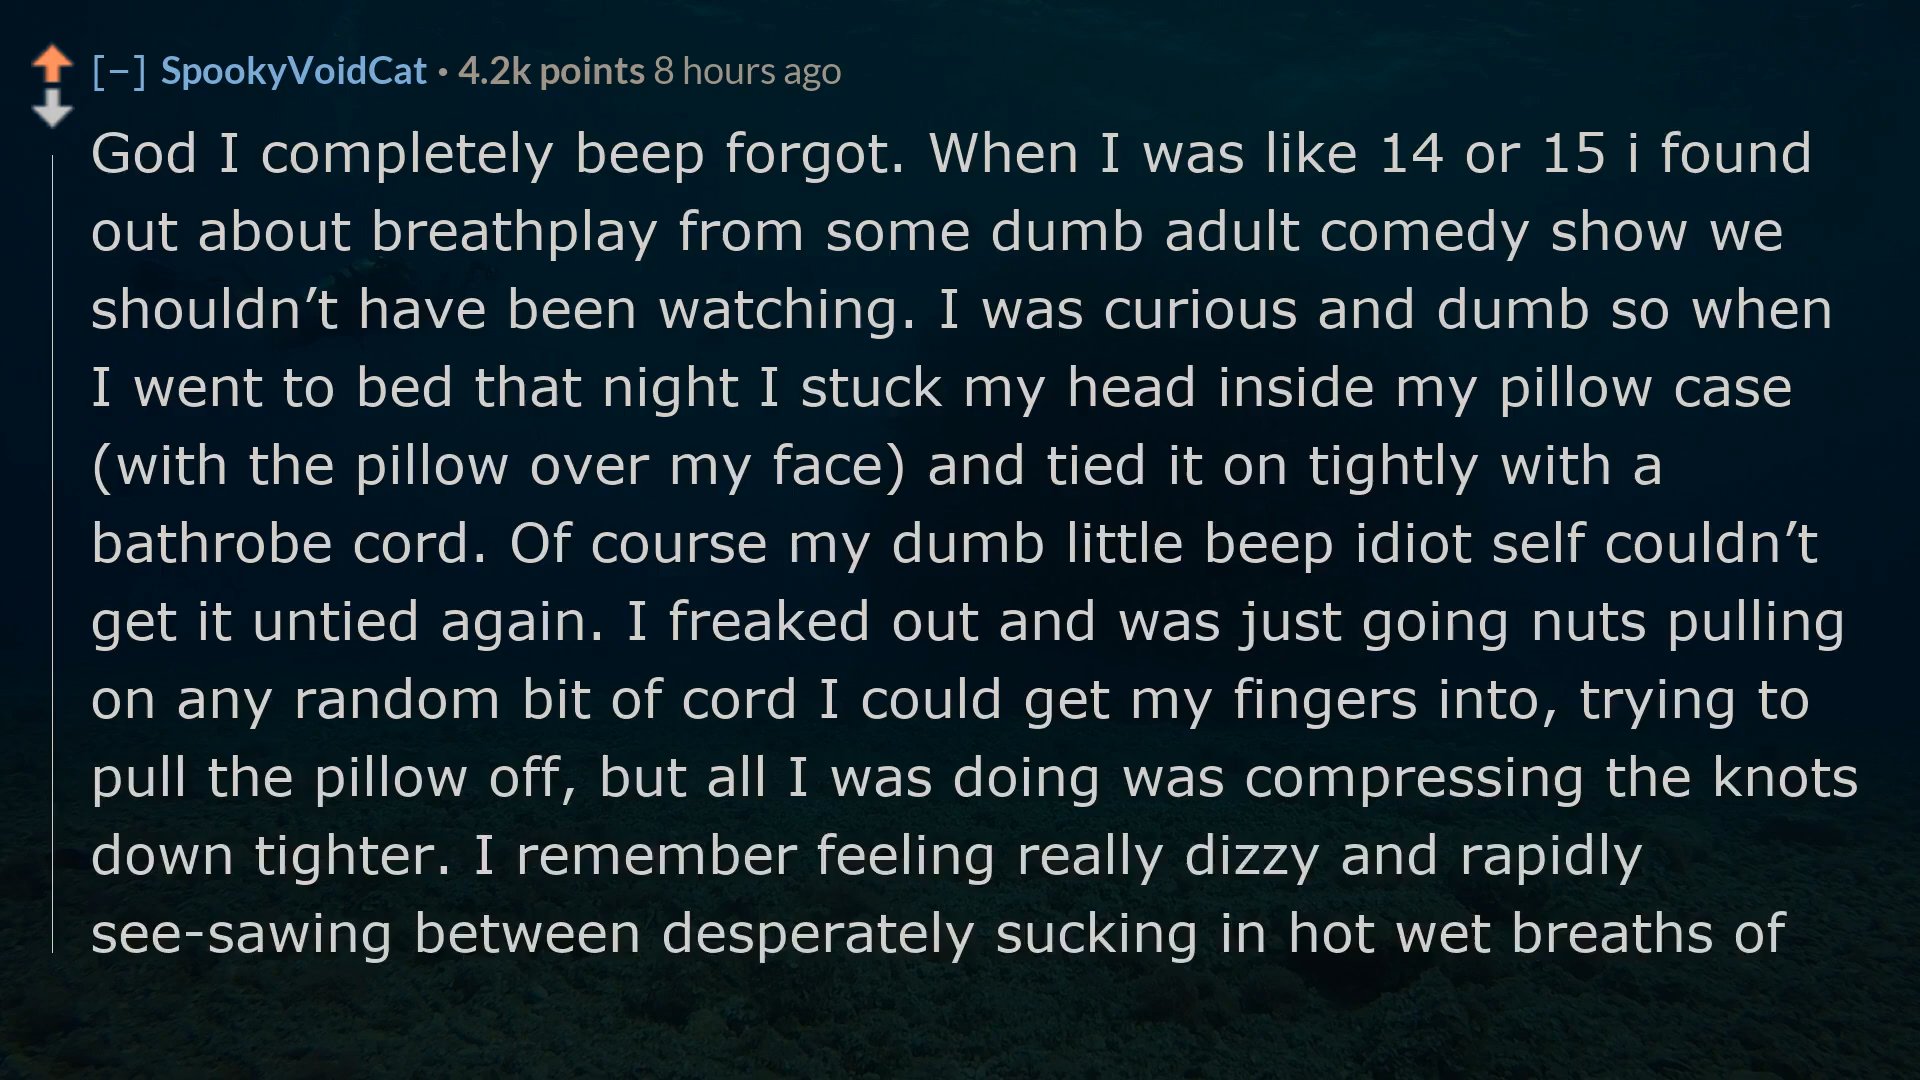 [–] SpookyVoidCat • 4.2k points 8 hours ago
God I completely beep forgot. When I was like 14 or 15 i found
out about breathplay from some dumb adult comedy show we
shouldn’t have been watching. I was curious and dumb so when
I went to bed that night I stuck my head inside my pillow case
(with the pillow over my face) and tied it on tightly with a
bathrobe cord. Of course my dumb little beep idiot self couldn’t
get it untied again. I freaked out and was just going nuts pulling
on any random bit of cord I could get my fingers into, trying to
pull the pillow off, but all I was doing was compressing the knots
down tighter. I remember feeling really dizzy and rapidly
see-sawing between desperately sucking in hot wet breaths of